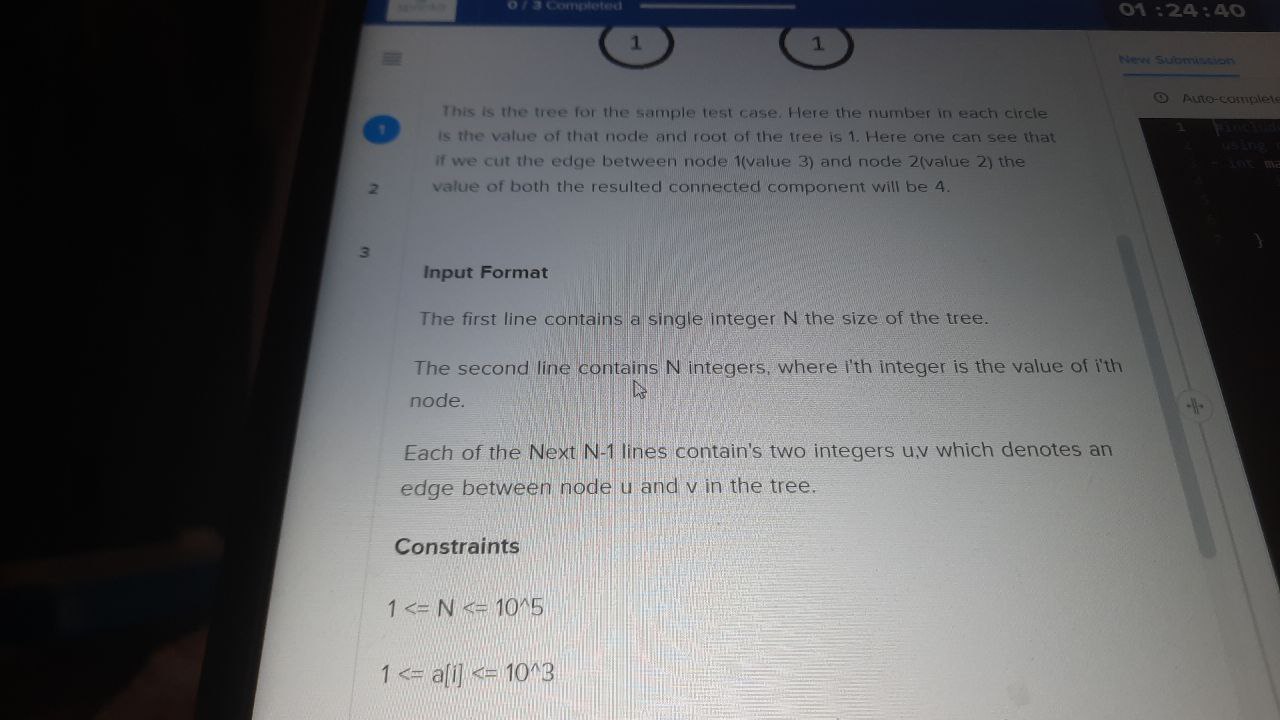 0 / 3 Completed
01 :24:40
1
1
New Submission
Auto-complete
1
This is the tree for the sample test case. Here the number in each circle
is the value of that node and root of the tree is 1. Here one can see that
if we cut the edge between node 1(value 3) and node 2(value 2) the
value of both the resulted connected component will be 4.
2
3
Input Format
The first line contains a single integer N the size of the tree.
The second line contains N integers, where i'th integer is the value of i'th
node.
Each of the Next N-1 lines contain's two integers u,v which denotes an
edge between node u and v in the tree.
Constraints
1 <= N <= 10^5
1 <= a[i] <= 10^3
1
using
int ma
}